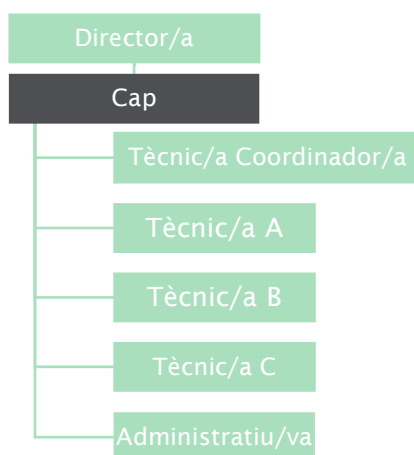 Director/a
Cap
Tècnic/a Coordinador/a
Tècnic/a A
Tècnic/a B
Tècnic/a C
Administratiu/va